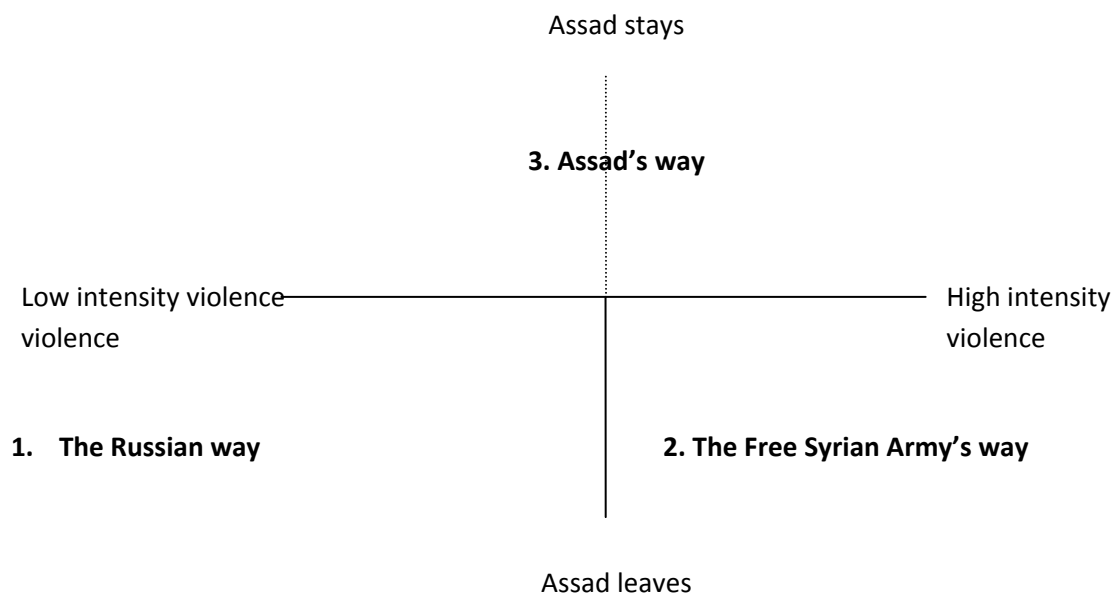 Assad stays
3. Assad’s way
Low intensity violence
violence
High intensity
violence
1. The Russian way
2. The Free Syrian Army’s way
Assad leaves